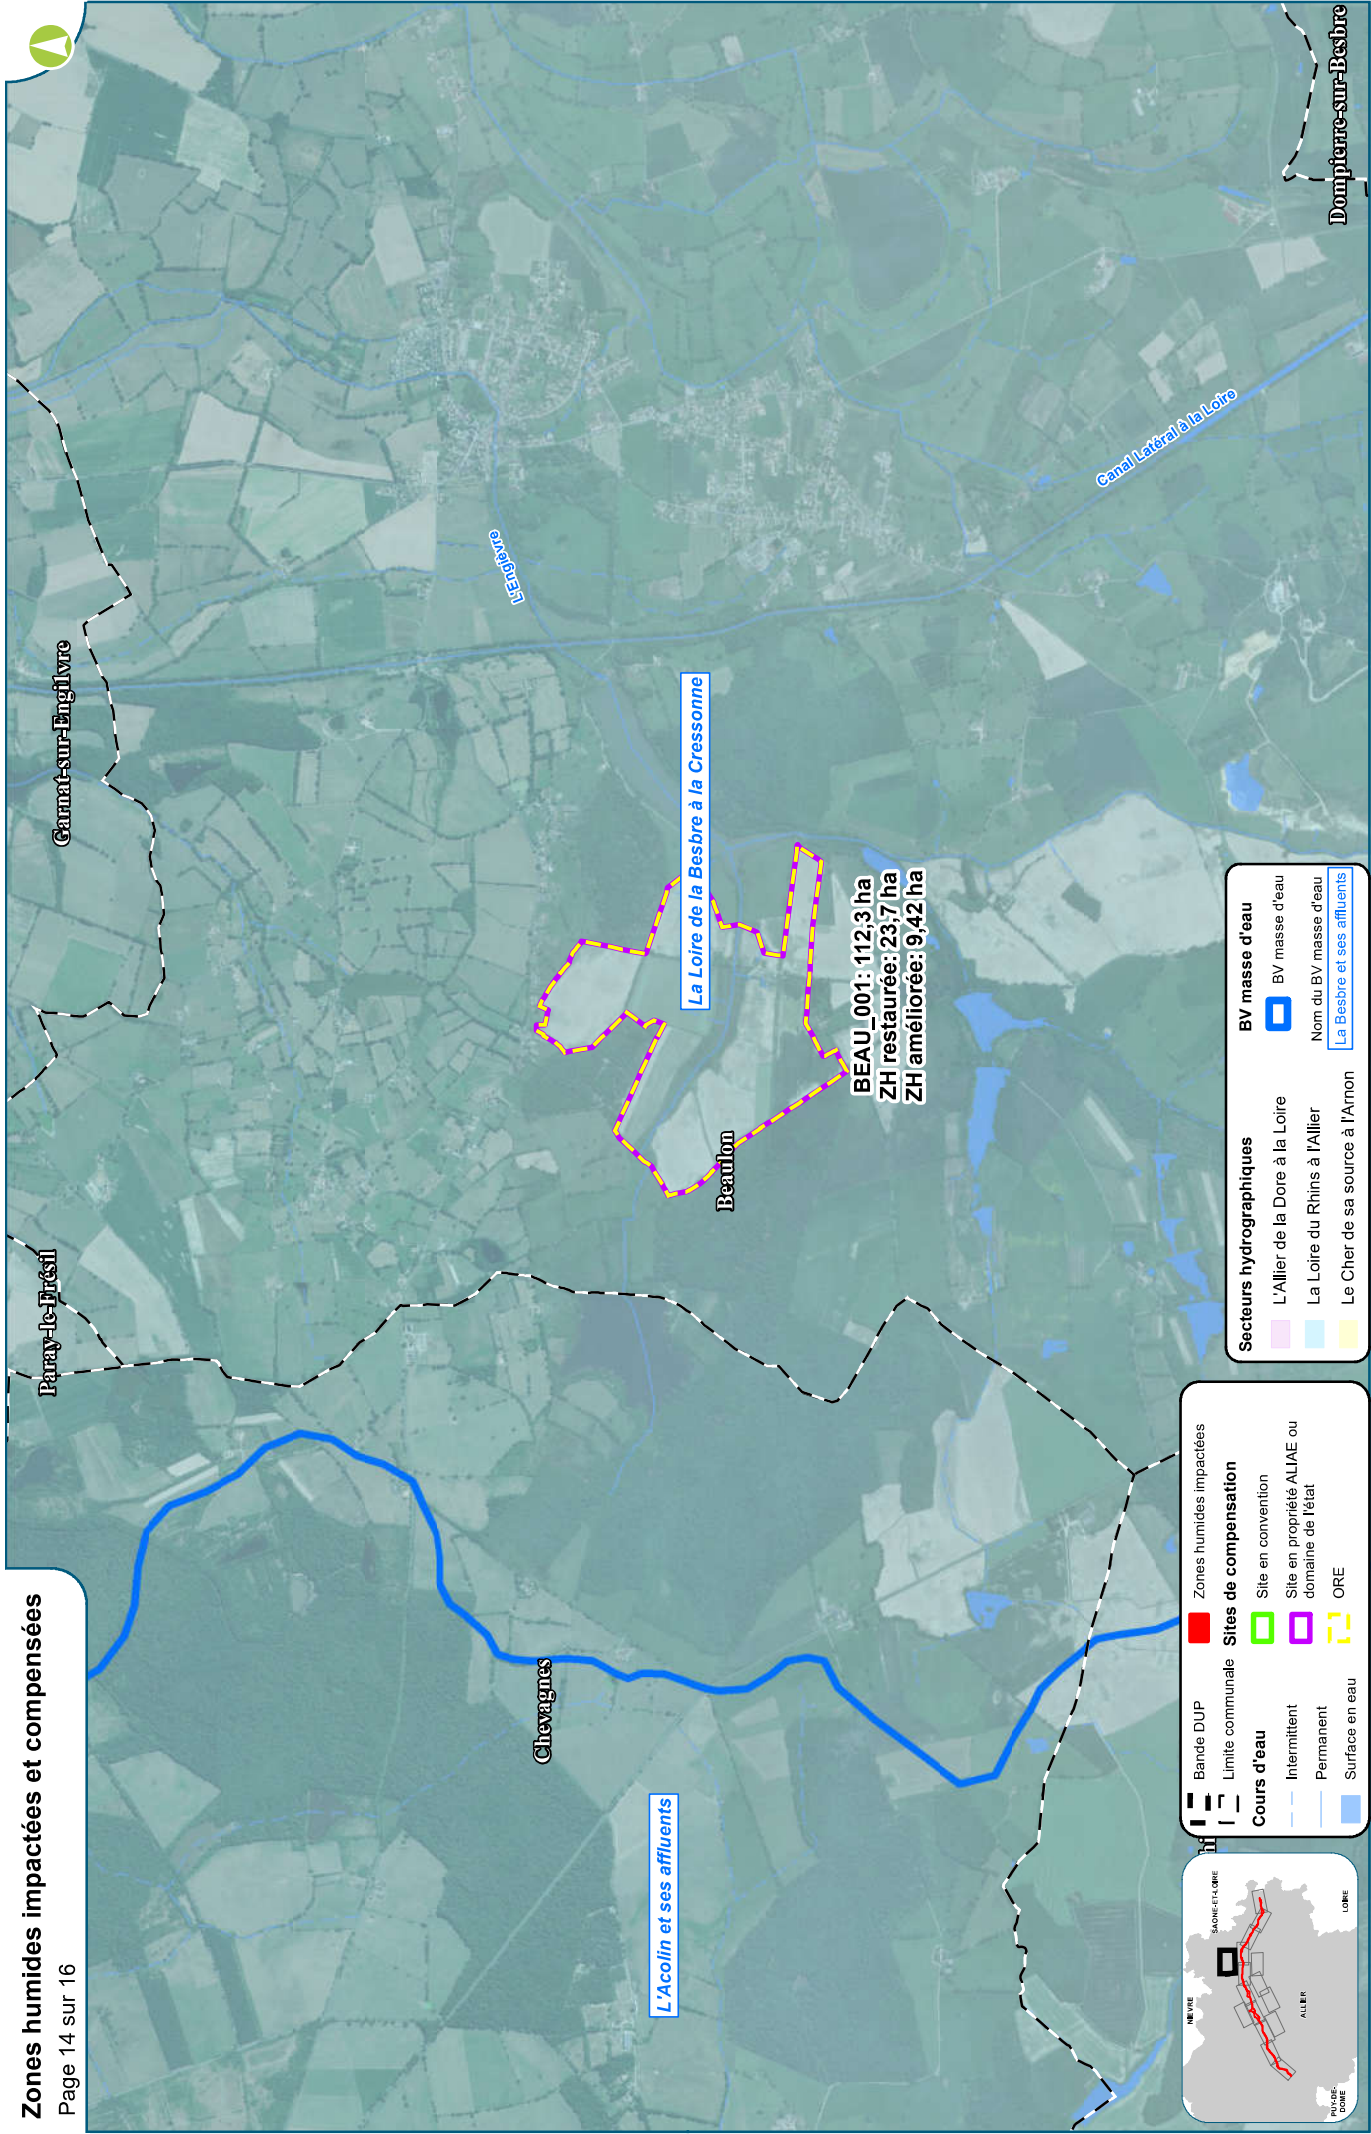 Zones humides impactées et compensées
Page 14 sur 16
Paray-le-Frésil
Garnat-sur-Engièvre
L'Engièvre
Chevagnes
L'Acolin et ses affluents
La Loire de la Besbre à la Cressonne
Beaulon
BEAU_001: 112,3 ha
ZH restaurée: 23,7 ha
ZH améliorée: 9,42 ha
Canal Latéral à la Loire
Dompierre-sur-Besbre
NIEVRE
SAONE-ET-LOIRE
ALLIER
LOIRE
PUY-DE-
DOME
Bande DUP
Limite communale
Cours d'eau
Intermittent
Permanent
Surface en eau
Zones humides impactées
Sites de compensation
Site en convention
Site en propriété ALIAE ou
domaine de l'état
ORE
Secteurs hydrographiques
L'Allier de la Dore à la Loire
La Loire du Rhins à l'Allier
Le Cher de sa source à l'Arnon
BV masse d'eau
BV masse d'eau
Nom du BV masse d'eau
La Besbre et ses affluents